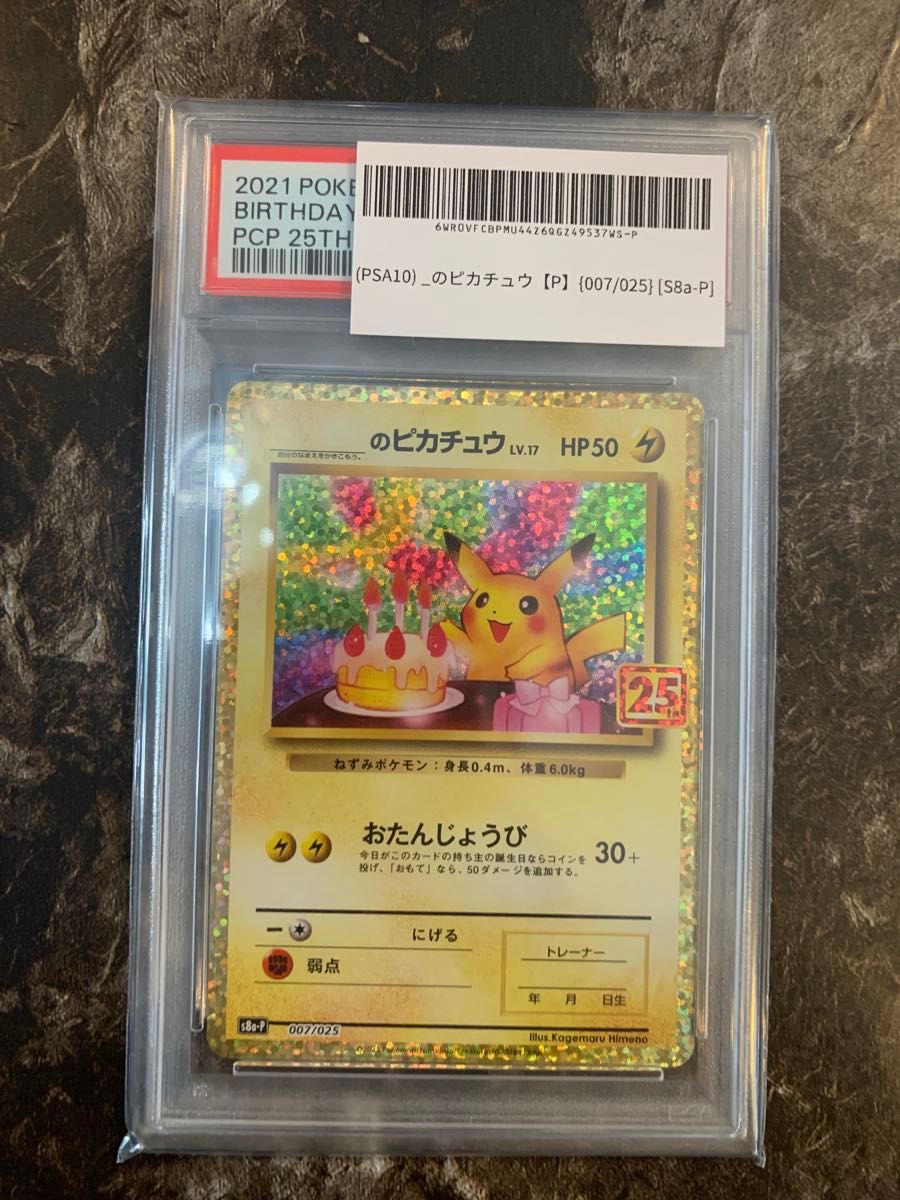 2021 POKE
BIRTHDAY
PCP 25TH
6WROVFCBPMU44Z6QGZ49537WS-P
(PSA10) _のピカチュウ【P】{007/025} [S8a-P]
のピカチュウ LV.17 HP50
自分のなまえをかきこもう。
25th
ねずみポケモン：身長0.4m、体重6.0kg
おたんじょうび 30+
今日がこのカードの持ち主の誕生日ならコインを
投げ、「おもて」なら、50ダメージを追加する。
にげる
弱点
トレーナー
年 月 日生
s8a-P 007/025
Illus.Kagemaru Himeno